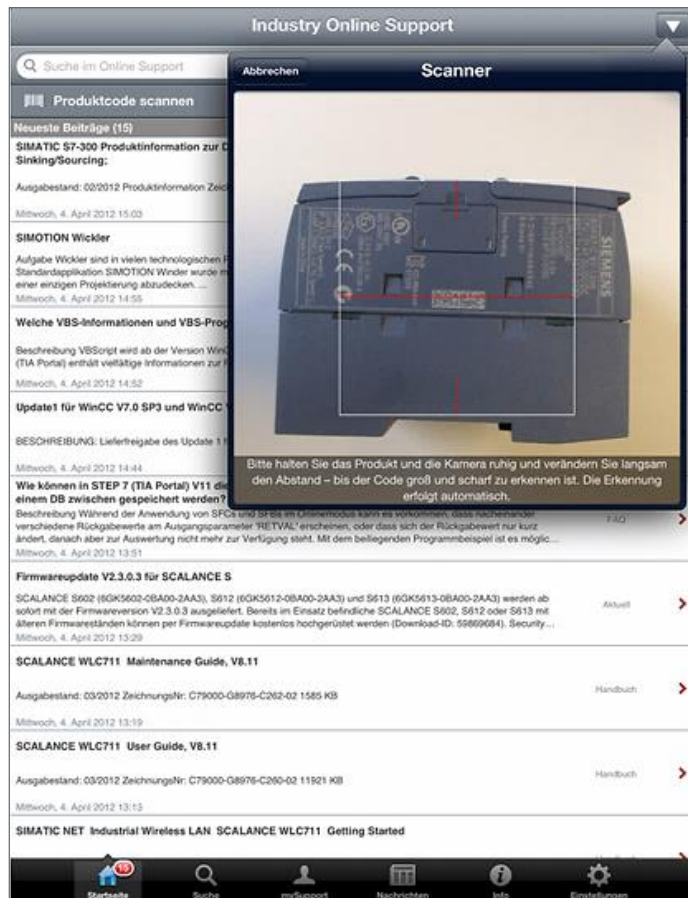 Industry Online Support
Suche im Online Support
Abbrechen
Scanner
Produktcode scannen
Neueste Beiträge (15)
SIMATIC S7-300 Produktinformation zur
Sinking/Sourcing;
Ausgabestand: 02/2012 Produktinformation
Mittwoch, 4. April 2012 15:03
SIMOTION Wickler
Aufgabe Wickler sind in vielen technologischen
Standardapplikation SIMOTION Winder wurde
einer einzigen Projektierung abzudecken. ...
Mittwoch, 4. April 2012 14:55
Welche VBS-Informationen und
Beschreibung VBScript wird ab der Version
(TIA Portal) enthält vielfältige Informationen zur
Mittwoch, 4. April 2012 14:52
Update1 für WinCC V7.0 SP3 und WinCC
BESCHREIBUNG: Lieferfreigabe des Update 1
Mittwoch, 4. April 2012 14:44
SIEMENS
Bitte halten Sie das Produkt und die Kamera ruhig und verändern Sie langsam
den Abstand – bis der Code groß und scharf zu erkennen ist. Die Erkennung
erfolgt automatisch.
Wie können in STEP 7 (TIA Portal) V11
einem DB zwischen gespeichert werden?
Beschreibung Während der Anwendung von SFCs und SFBs im Onlinemodus kann es vorkommen, dass nacheinander
verschiedene Rückgabewerte am Ausgangsparameter 'RETVAL' erscheinen, oder dass sich der Rückgabewert nur kurz
ändert, danach aber zur Auswertung nicht mehr zur Verfügung steht. Mit dem beiliegenden Programmbeispiel ist es möglic...
FAQ
Mittwoch, 4. April 2012 13:51
Firmwareupdate V2.3.0.3 für SCALANCE S
SCALANCE S602 (6GK5602-0BA00-2AA3), S612 (6GK5612-0BA00-2AA3) und S613 (6GK5613-0BA00-2AA3) werden ab
sofort mit der Firmwareversion V2.3.0.3 ausgeliefert. Bereits im Einsatz befindliche SCALANCE S602, S612 oder S613 mit
älteren Firmwareständen können per Firmwareupdate kostenlos hochgerüstet werden (Download-ID: 59869684). Security...
Aktuell
Mittwoch, 4. April 2012 13:29
SCALANCE WLC711 Maintenance Guide, V8.11
Ausgabestand: 03/2012 ZeichnungsNr: C79000-G8976-C262-02 1585 KB
Handbuch
Mittwoch, 4. April 2012 13:19
SCALANCE WLC711 User Guide, V8.11
Ausgabestand: 03/2012 ZeichnungsNr: C79000-G8976-C260-02 11921 KB
Handbuch
Mittwoch, 4. April 2012 13:13
SIMATIC NET Industrial Wireless LAN SCALANCE WLC711 Getting Started
15
Startseite
Suche
mySupport
Nachrichten
Info
Einstellungen